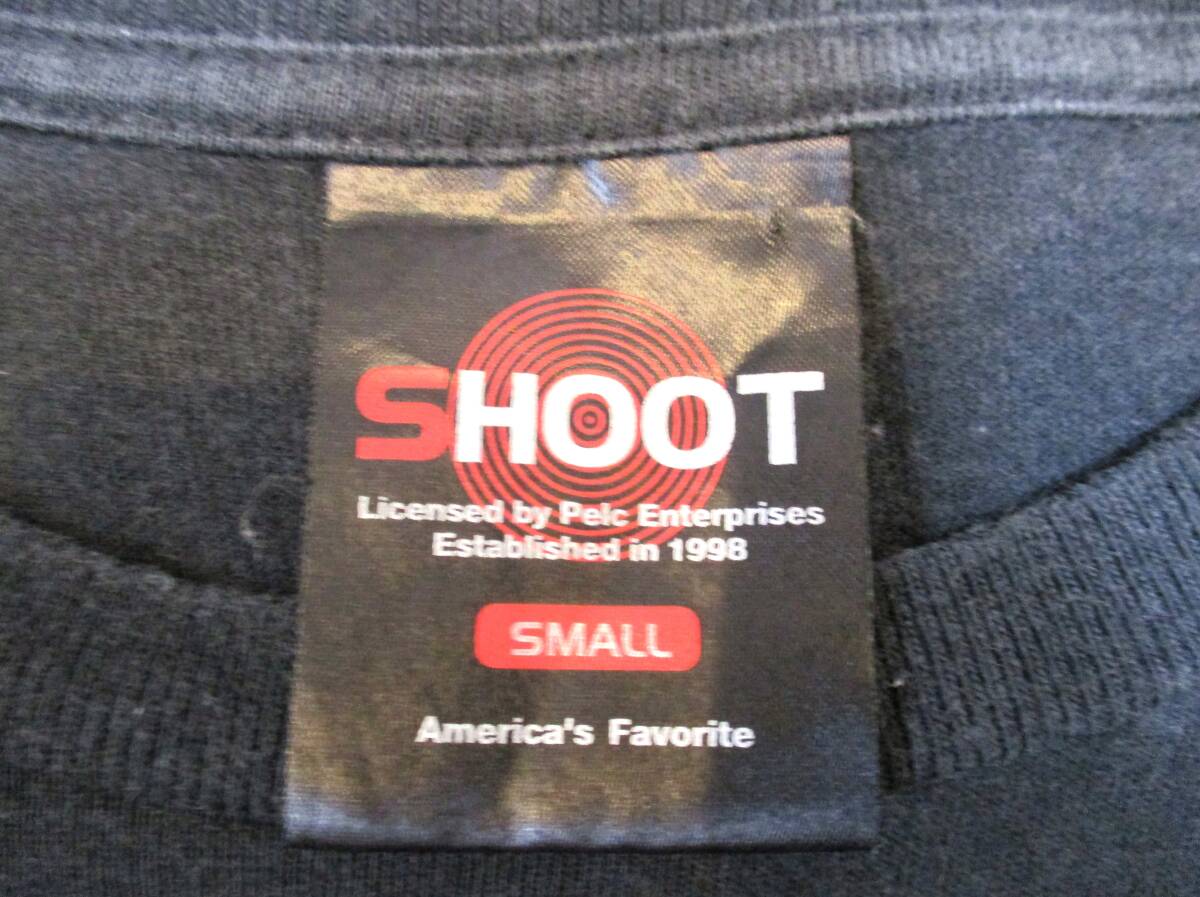 SHOOT
Licensed by Pelc Enterprises
Established in 1998
SMALL
America's Favorite